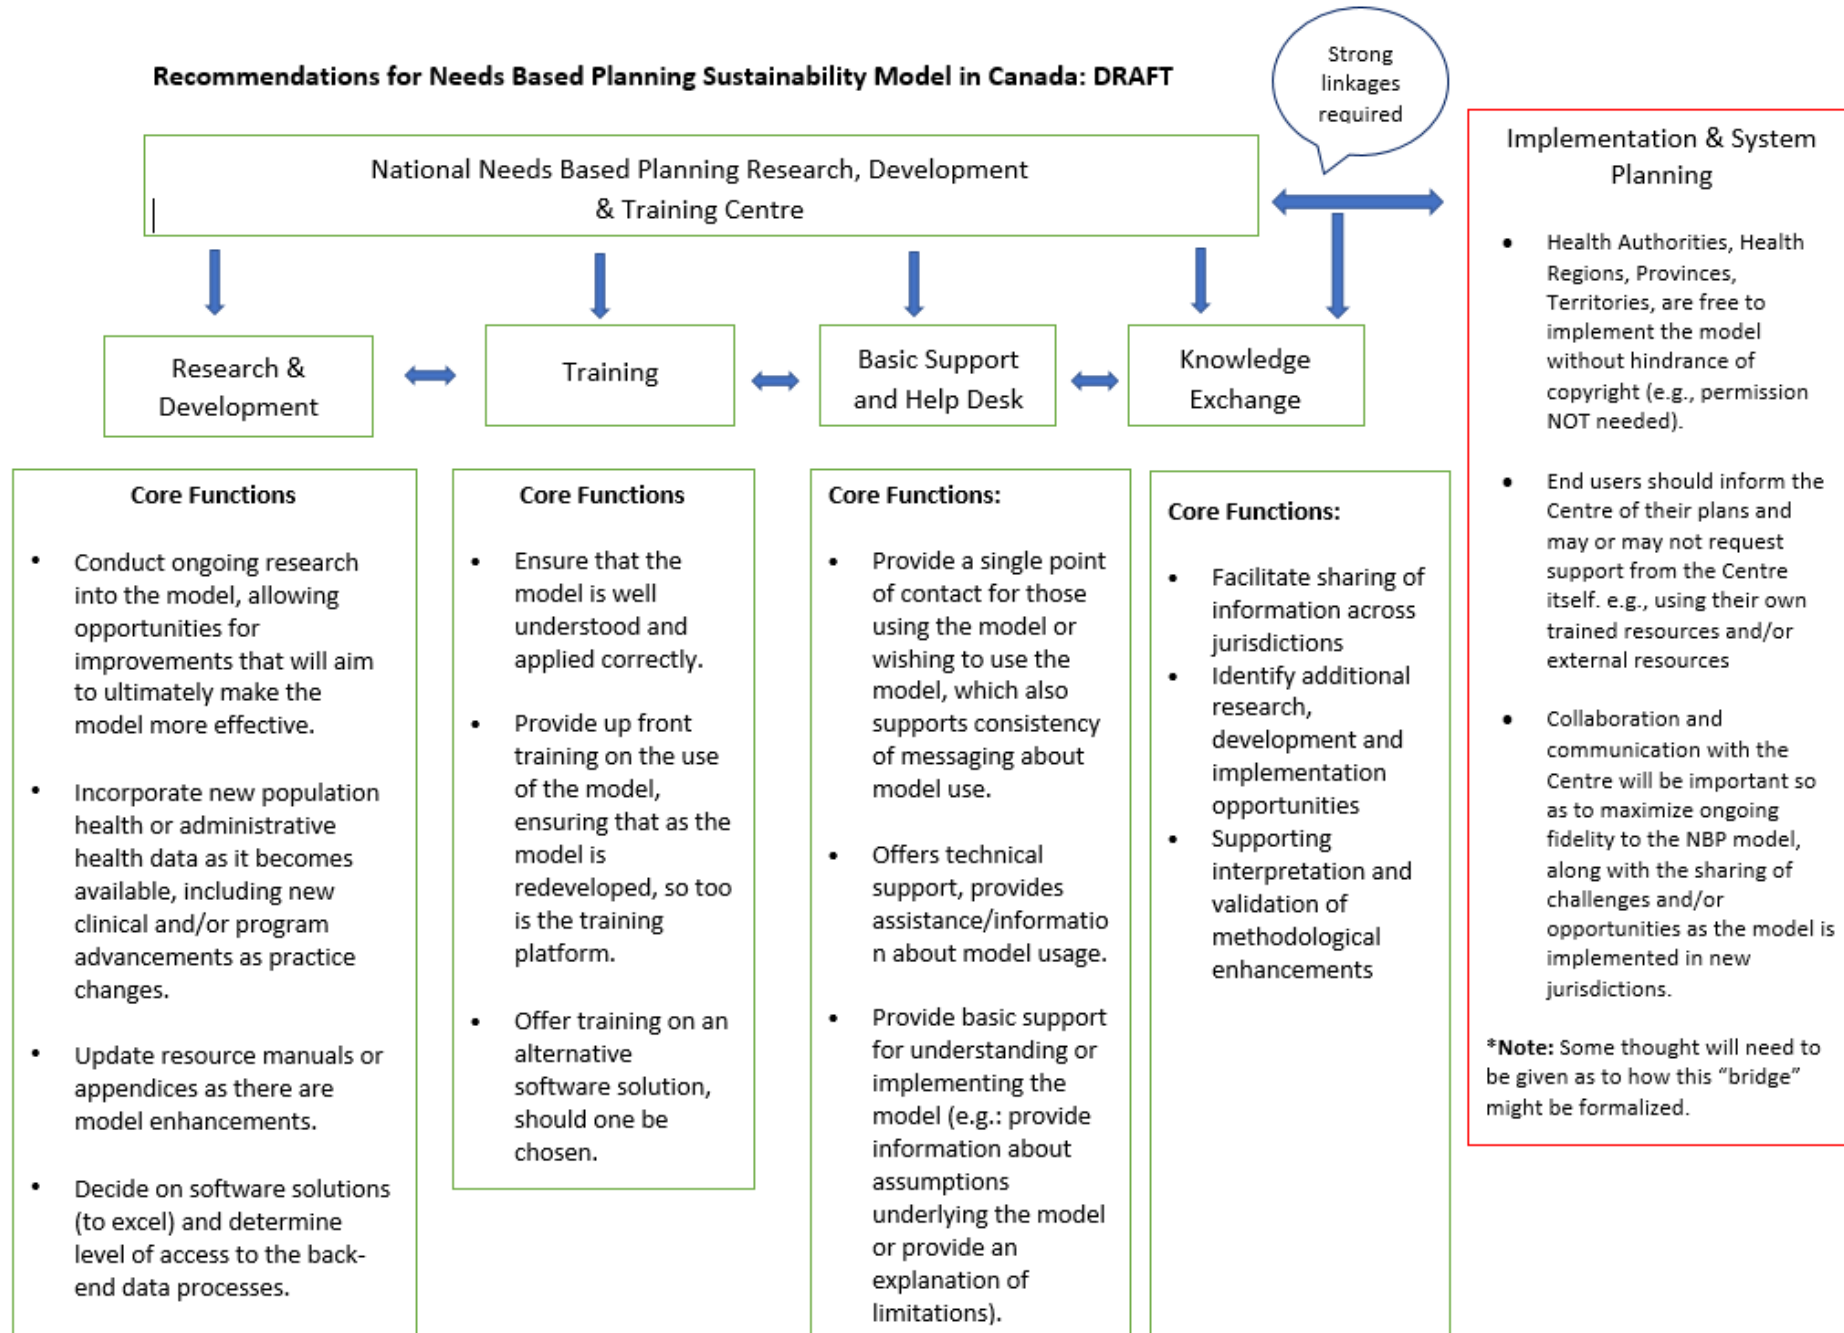 Recommendations for Needs Based Planning Sustainability Model in Canada: DRAFT
Strong
linkages
required
National Needs Based Planning Research, Development
& Training Centre
Research &
Development
Training
Basic Support
and Help Desk
Knowledge
Exchange
Core Functions
• Conduct ongoing research
into the model, allowing
opportunities for
improvements that will aim
to ultimately make the
model more effective.
• Incorporate new population
health or administrative
health data as it becomes
available, including new
clinical and/or program
advancements as practice
changes.
• Update resource manuals or
appendices as there are
model enhancements.
• Decide on software solutions
(to excel) and determine
level of access to the back-
end data processes.
Core Functions
• Ensure that the
model is well
understood and
applied correctly.
• Provide up front
training on the use
of the model,
ensuring that as the
model is
redeveloped, so too
is the training
platform.
• Offer training on an
alternative
software solution,
should one be
chosen.
Core Functions:
• Provide a single point
of contact for those
using the model or
wishing to use the
model, which also
supports consistency
of messaging about
model use.
• Offers technical
support, provides
assistance/informatio
n about model usage.
• Provide basic support
for understanding or
implementing the
model (e.g.: provide
information about
assumptions
underlying the model
or provide an
explanation of
limitations).
Core Functions:
• Facilitate sharing of
information across
jurisdictions
• Identify additional
research,
development and
implementation
opportunities
• Supporting
interpretation and
validation of
methodological
enhancements
Implementation & System
Planning
• Health Authorities, Health
Regions, Provinces,
Territories, are free to
implement the model
without hindrance of
copyright (e.g., permission
NOT needed).
• End users should inform the
Centre of their plans and
may or may not request
support from the Centre
itself. e.g., using their own
trained resources and/or
external resources
• Collaboration and
communication with the
Centre will be important so
as to maximize ongoing
fidelity to the NBP model,
along with the sharing of
challenges and/or
opportunities as the model is
implemented in new
jurisdictions.
*Note: Some thought will need to
be given as to how this “bridge”
might be formalized.